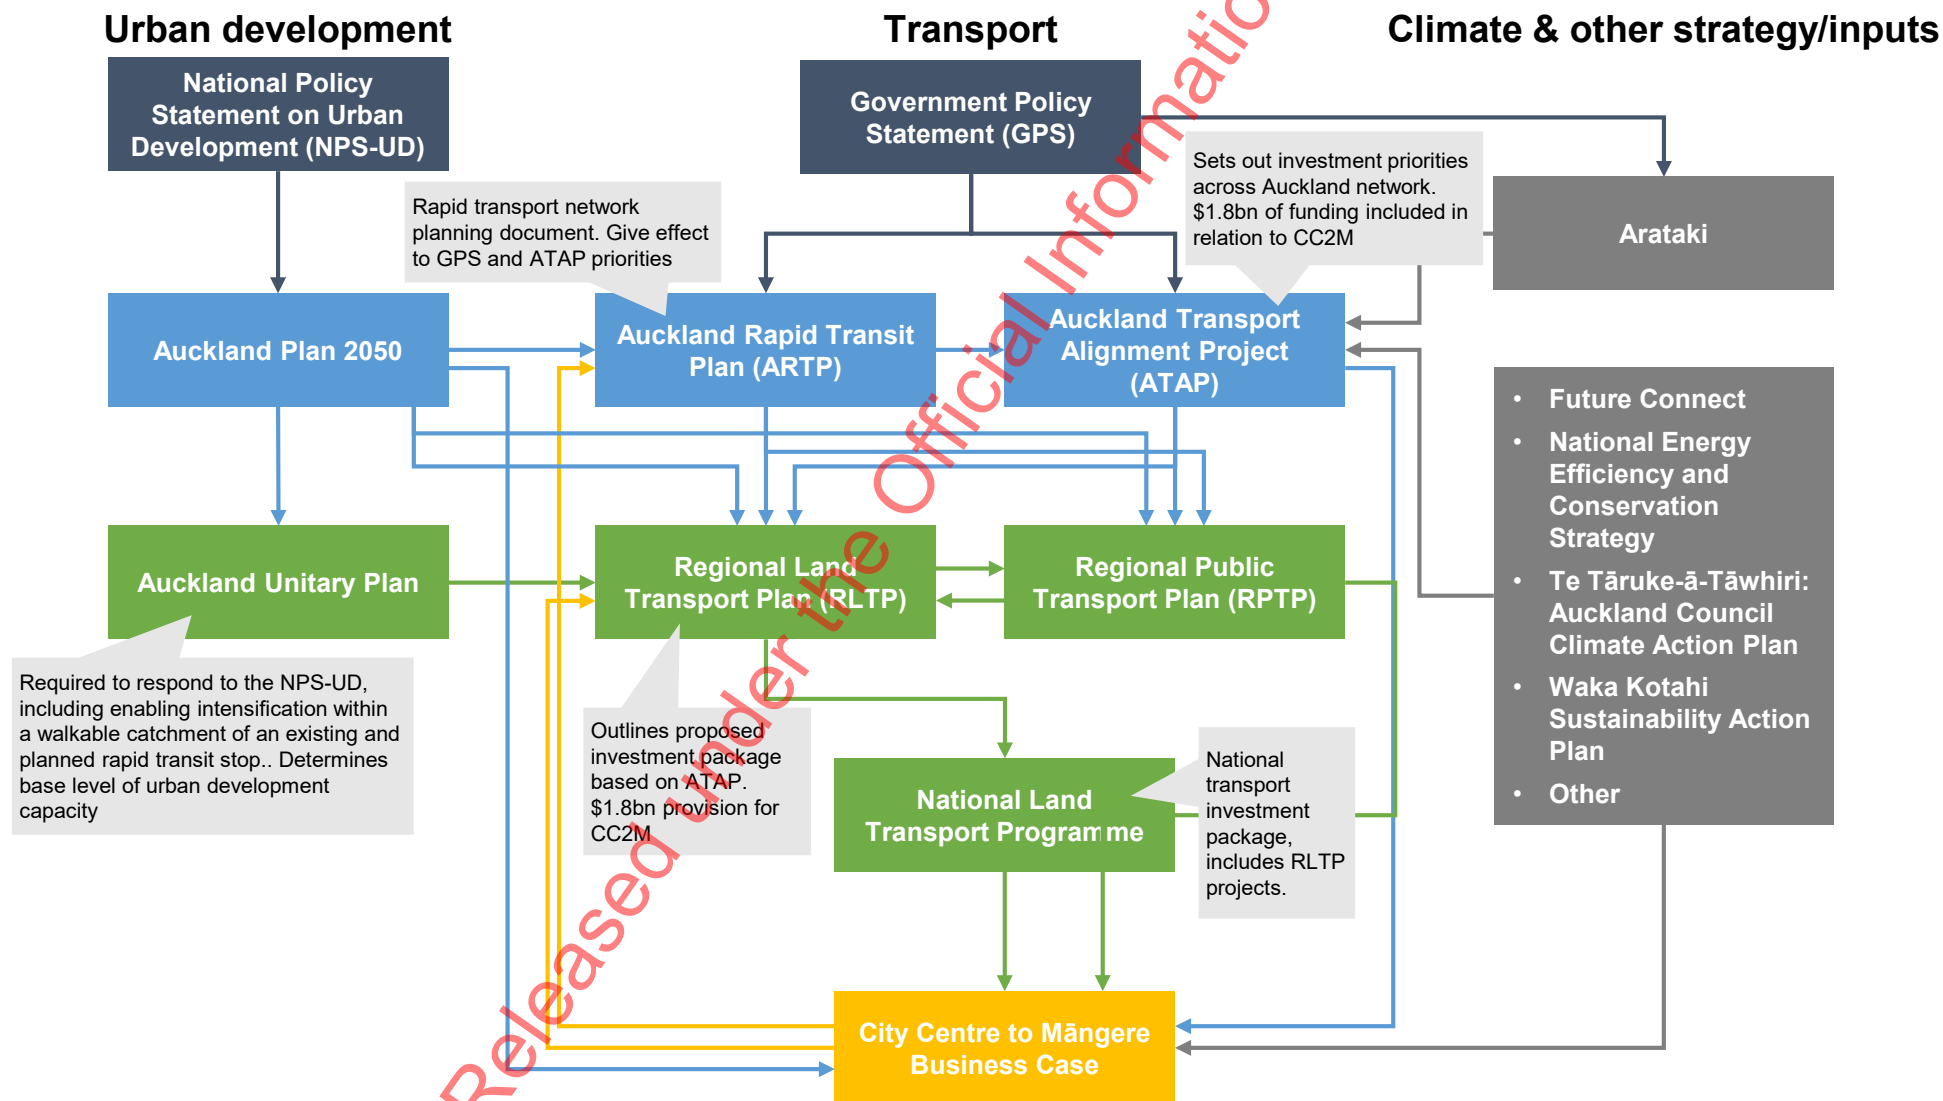 Urban development
Transport
Climate & other strategy/inputs
National Policy
Statement on Urban
Development (NPS-UD)
Government Policy
Statement (GPS)
Sets out investment priorities
across Auckland network.
$1.8bn of funding included in
relation to CC2M
Arataki
Rapid transport network
planning document. Give effect
to GPS and ATAP priorities
Auckland Plan 2050
Auckland Rapid Transit
Plan (ARTP)
Auckland Transport
Alignment Project
(ATAP)
• Future Connect
• National Energy
Efficiency and
Conservation
Strategy
• Te Tāruke-ā-Tāwhiri:
Auckland Council
Climate Action Plan
• Waka Kotahi
Sustainability Action
Plan
• Other
Auckland Unitary Plan
Regional Land
Transport Plan (RLTP)
Regional Public
Transport Plan (RPTP)
Required to respond to the NPS-UD,
including enabling intensification within
a walkable catchment of an existing and
planned rapid transit stop.. Determines
base level of urban development
capacity
Outlines proposed
investment package
based on ATAP.
$1.8bn provision for
CC2M
National Land
Transport Programme
National
transport
investment
package,
includes RLTP
projects.
City Centre to Māngere
Business Case
Released under the Official Informatio